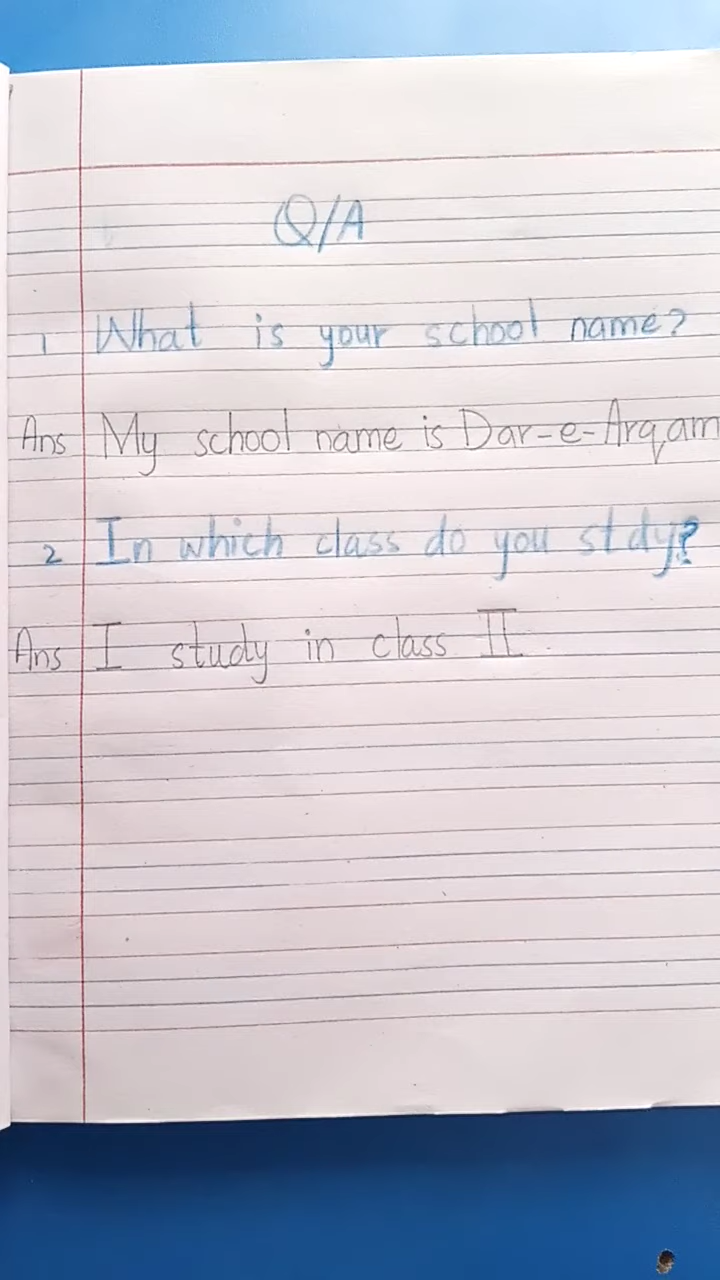 Q/A
1 What is your school name?
Ans My school name is Dar-e-Arqam
2 In which class do you stdy?
Ans I study in class II.